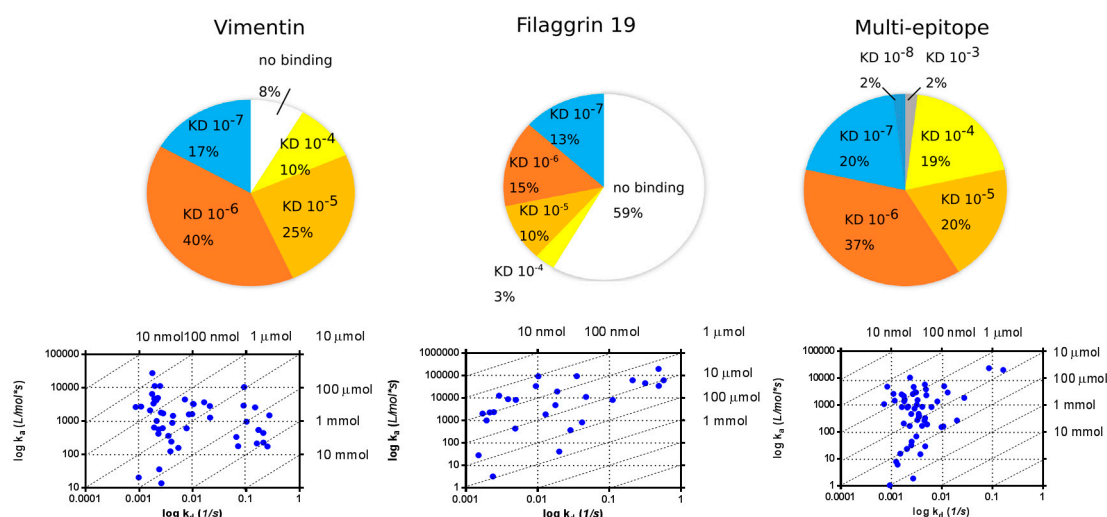 Vimentin
Filaggrin 19
Multi-epitope
no binding
8%
KD 10-7
17%
KD 10-4
10%
KD 10-6
40%
KD 10-5
25%
KD 10-7
13%
KD 10-6
15%
KD 10-5
10%
KD 10-4
3%
no binding
59%
KD 10-8
2%
KD 10-3
2%
KD 10-7
20%
KD 10-4
19%
KD 10-6
37%
KD 10-5
20%
10 nmol 100 nmol 1 µmol 10 µmol
100 µmol
1 mmol
10 mmol
100000
10000
1000
100
10
0.0001 0.001 0.01 0.1 1
log ka (L/mol*s)
log kd (1/s)
10 nmol 100 nmol 1 µmol
10 µmol
100 µmol
1 mmol
1000000
100000
10000
1000
100
10
1
0.001 0.01 0.1 1
log ka (L/mol*s)
log kd (1/s)
10 nmol 100 nmol 1 µmol
10 µmol
100 µmol
1 mmol
10 mmol
100000
10000
1000
100
10
1
0.0001 0.001 0.01 0.1 1
log ka (L/mol*s)
log kd (1/s)